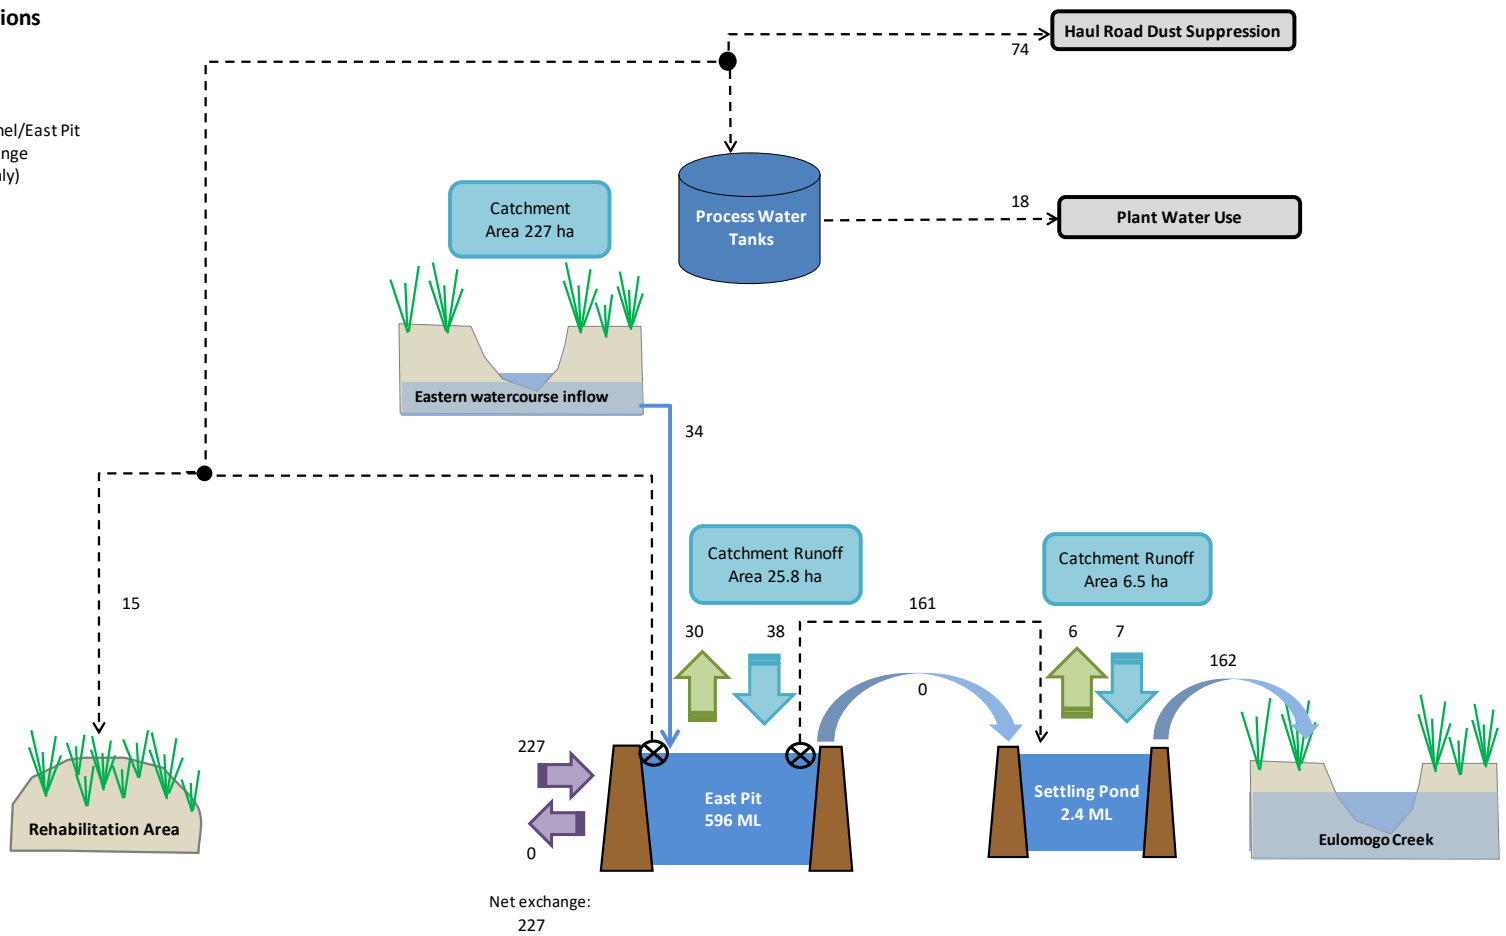 ions
Haul Road Dust Suppression
74
nel/East Pit
nge
ly)
Catchment
Area 227 ha
Process Water
Tanks
18
Plant Water Use
Eastern watercourse inflow
34
Catchment Runoff
Area 25.8 ha
Catchment Runoff
Area 6.5 ha
15
161
30
38
6
7
162
0
227
East Pit
596 ML
Settling Pond
2.4 ML
Rehabilitation Area
Eulomogo Creek
0
Net exchange:
227